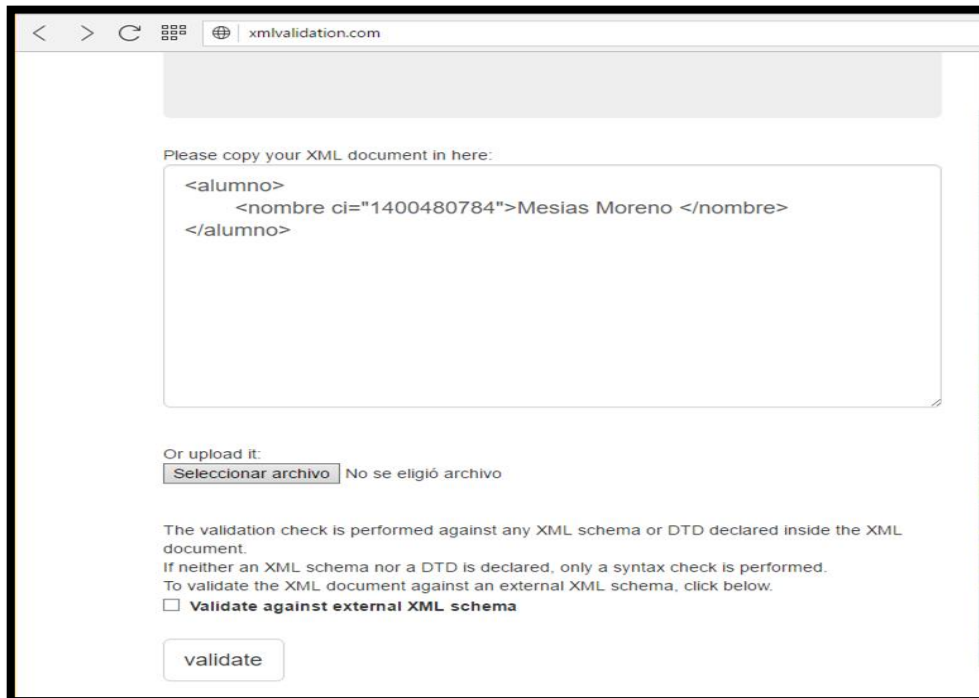 xmlvalidation.com
Please copy your XML document in here:
<alumno>
<nombre ci="1400480784">Mesias Moreno </nombre>
</alumno>
Or upload it:
Seleccionar archivo No se eligió archivo
The validation check is performed against any XML schema or DTD declared inside the XML
document.
If neither an XML schema nor a DTD is declared, only a syntax check is performed.
To validate the XML document against an external XML schema, click below.
Validate against external XML schema
validate